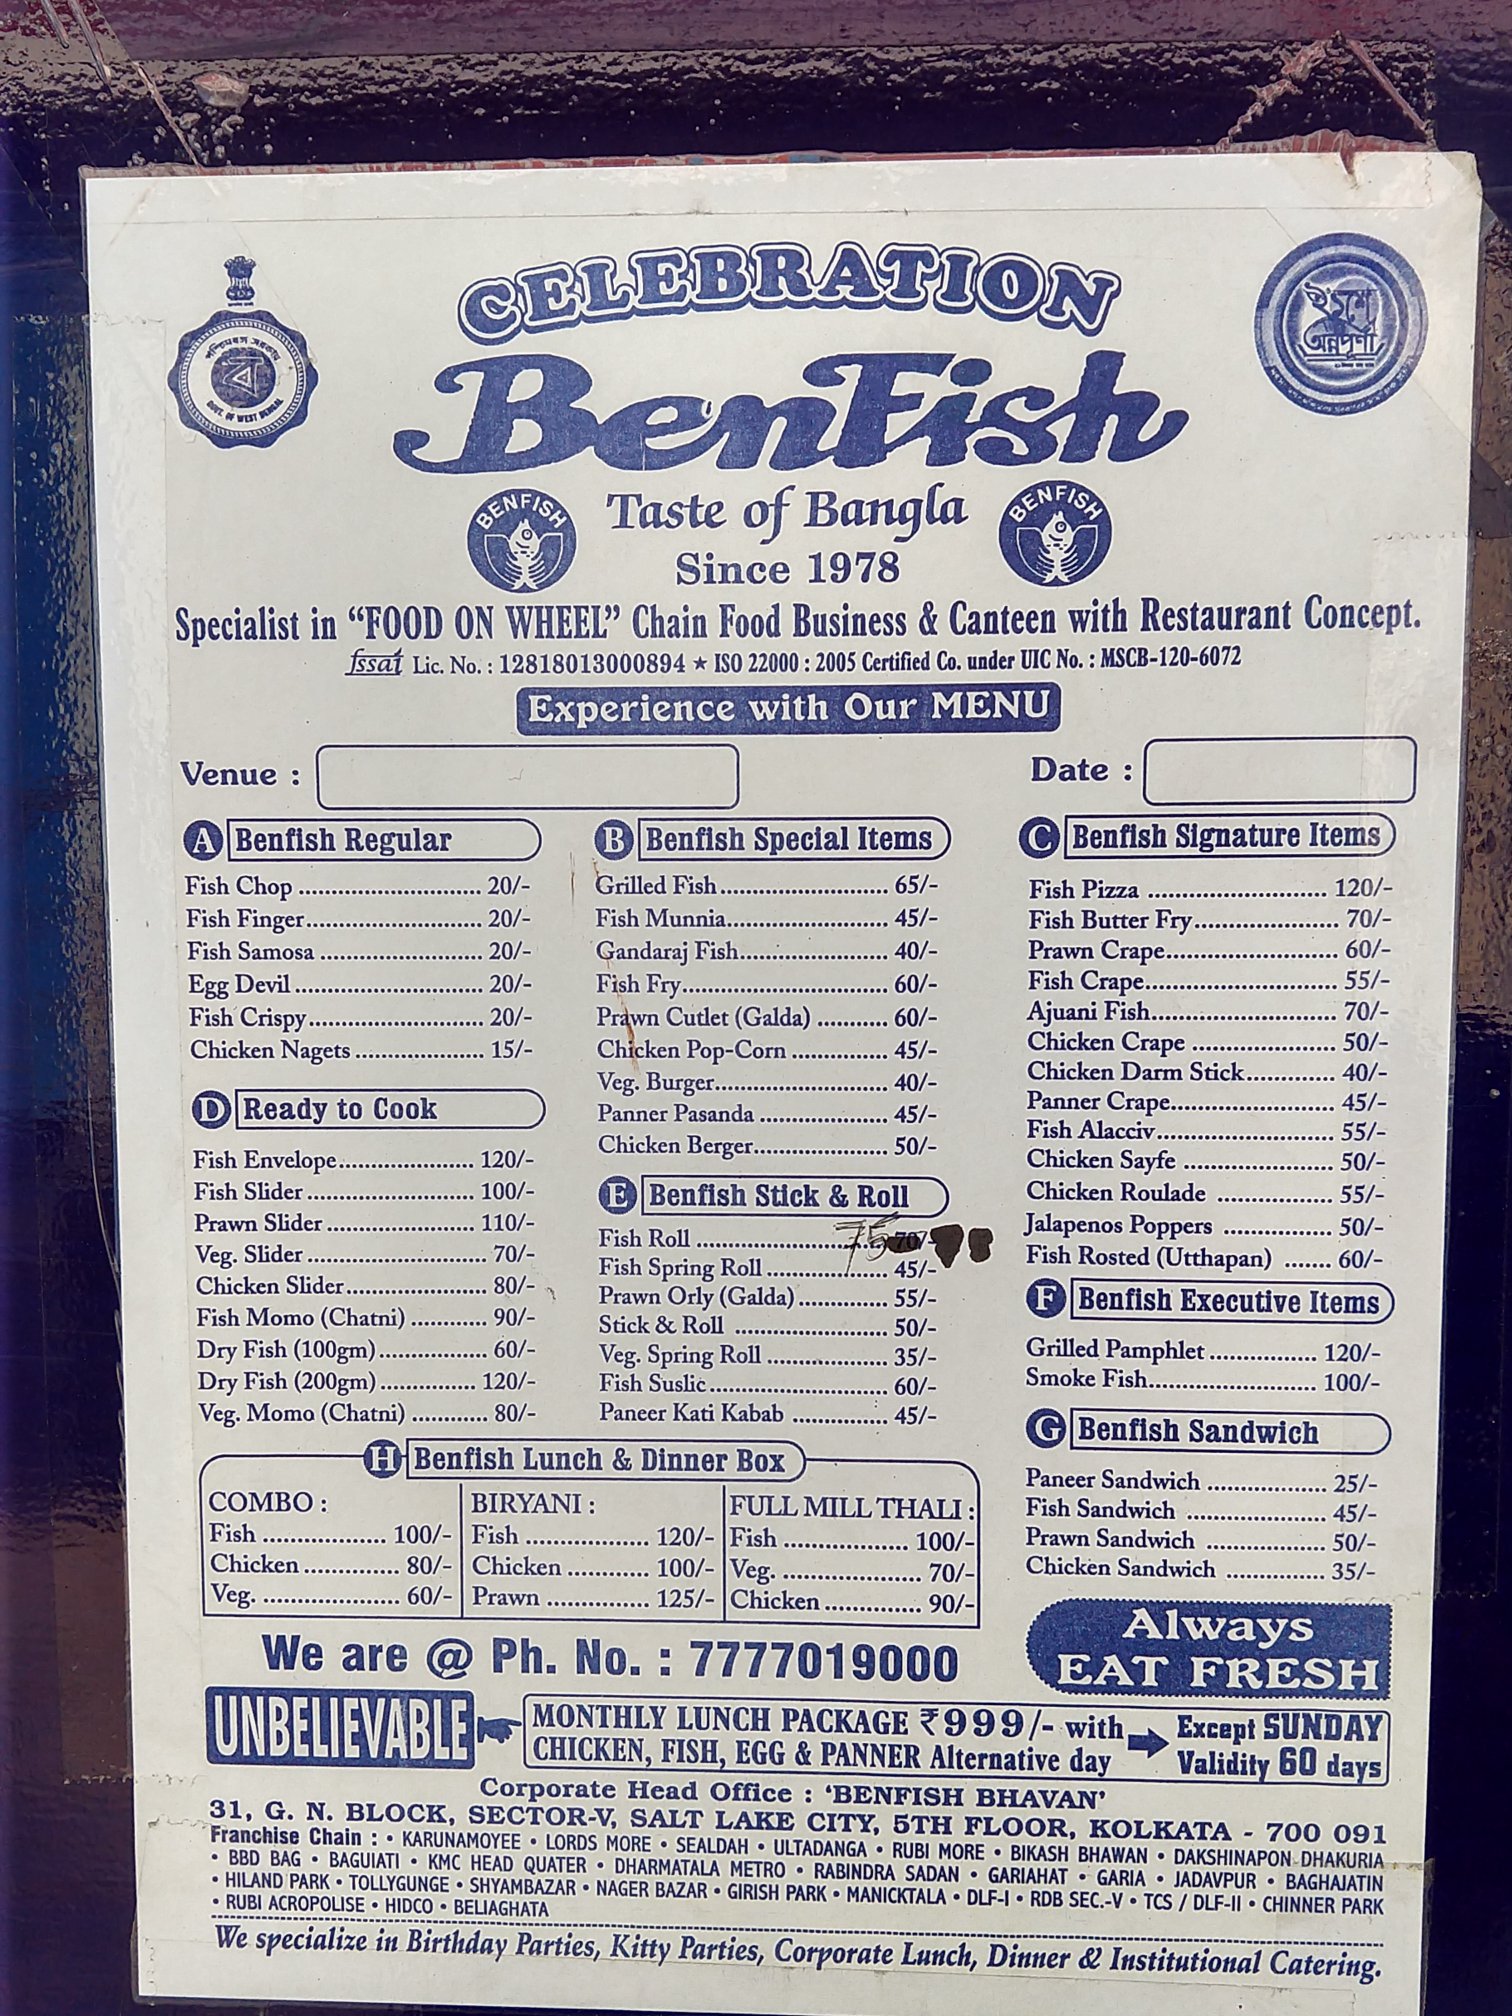 CELEBRATION
BenFish
পশ্চিমবঙ্গ সরকার
GOVT. OF WEST BENGAL
অন্নপূর্ণা
BENFISH
Taste of Bangla
BENFISH
Since 1978
Specialist in “FOOD ON WHEEL” Chain Food Business & Canteen with Restaurant Concept.
fssai Lic. No. : 12818013000894 ★ ISO 22000 : 2005 Certified Co. under UIC No. : MSCB-120-6072
Experience with Our MENU
Venue :
Date :
A Benfish Regular
Fish Chop ............................ 20/-
Fish Finger........................... 20/-
Fish Samosa ......................... 20/-
Egg Devil ............................. 20/-
Fish Crispy........................... 20/-
Chicken Nagets .................... 15/-
D Ready to Cook
Fish Envelope..................... 120/-
Fish Slider .......................... 100/-
Prawn Slider ....................... 110/-
Veg. Slider ............................ 70/-
Chicken Slider...................... 80/-
Fish Momo (Chatni) ............ 90/-
Dry Fish (100gm)................. 60/-
Dry Fish (200gm)............... 120/-
Veg. Momo (Chatni) ............ 80/-
B Benfish Special Items
Grilled Fish.......................... 65/-
Fish Munnia......................... 45/-
Gandaraj Fish....................... 40/-
Fish Fry................................ 60/-
Prawn Cutlet (Galda) ........... 60/-
Chicken Pop-Corn ............... 45/-
Veg. Burger........................... 40/-
Panner Pasanda .................... 45/-
Chicken Berger..................... 50/-
E Benfish Stick & Roll
Fish Roll .............................. 75 70/-
Fish Spring Roll ................... 45/-
Prawn Orly (Galda) .............. 55/-
Stick & Roll ........................ 50/-
Veg. Spring Roll ................... 35/-
Fish Suslic............................ 60/-
Paneer Kati Kabab ............... 45/-
C Benfish Signature Items
Fish Pizza ........................... 120/-
Fish Butter Fry....................... 70/-
Prawn Crape.......................... 60/-
Fish Crape............................. 55/-
Ajuani Fish............................ 70/-
Chicken Crape ...................... 50/-
Chicken Darm Stick............. 40/-
Panner Crape......................... 45/-
Fish Alacciv........................... 55/-
Chicken Sayfe ....................... 50/-
Chicken Roulade .................. 55/-
Jalapenos Poppers ................ 50/-
Fish Rosted (Utthapan) ....... 60/-
F Benfish Executive Items
Grilled Pamphlet ................ 120/-
Smoke Fish......................... 100/-
G Benfish Sandwich
Paneer Sandwich .................. 25/-
Fish Sandwich ...................... 45/-
Prawn Sandwich ................... 50/-
Chicken Sandwich ................ 35/-
H Benfish Lunch & Dinner Box
COMBO :
Fish ................... 100/-
Chicken ............... 80/-
Veg. ..................... 60/-
BIRYANI :
Fish ................... 120/-
Chicken ............. 100/-
Prawn ................ 125/-
FULL MILL THALI :
Fish .................... 100/-
Veg. ...................... 70/-
Chicken ............... 90/-
We are @ Ph. No. : 7777019000
Always
EAT FRESH
UNBELIEVABLE
MONTHLY LUNCH PACKAGE ₹999/- with
CHICKEN, FISH, EGG & PANNER Alternative day
Except SUNDAY
Validity 60 days
Corporate Head Office : ‘BENFISH BHAVAN’
31, G. N. BLOCK, SECTOR-V, SALT LAKE CITY, 5TH FLOOR, KOLKATA - 700 091
Franchise Chain : • KARUNAMOYEE • LORDS MORE • SEALDAH • ULTADANGA • RUBI MORE • BIKASH BHAWAN • DAKSHINAPON DHAKURIA
• BBD BAG • BAGUIATI • KMC HEAD QUATER • DHARMATALA METRO • RABINDRA SADAN • GARIAHAT • GARIA • JADAVPUR • BAGHAJATIN
• HILAND PARK • TOLLYGUNGE • SHYAMBAZAR • NAGER BAZAR • GIRISH PARK • MANICKTALA • DLF-I • RDB SEC.-V • TCS / DLF-II • CHINNER PARK
• RUBI ACROPOLISE • HIDCO • BELIAGHATA
We specialize in Birthday Parties, Kitty Parties, Corporate Lunch, Dinner & Institutional Catering.